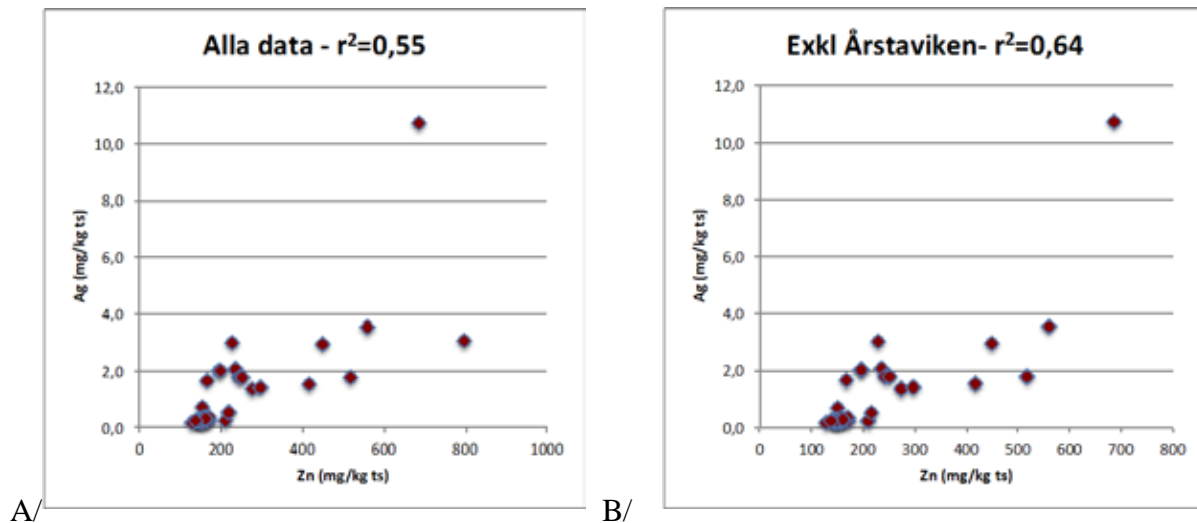 Alla data - r²=0,55
12,0
10,0
8,0
6,0
4,0
2,0
0,0
Ag (mg/kg ts)
0 200 400 600 800 1000
Zn (mg/kg ts)
A/
Exkl Årstaviken- r²=0,64
12,0
10,0
8,0
6,0
4,0
2,0
0,0
Ag (mg/kg ts)
0 100 200 300 400 500 600 700 800
Zn (mg/kg ts)
B/